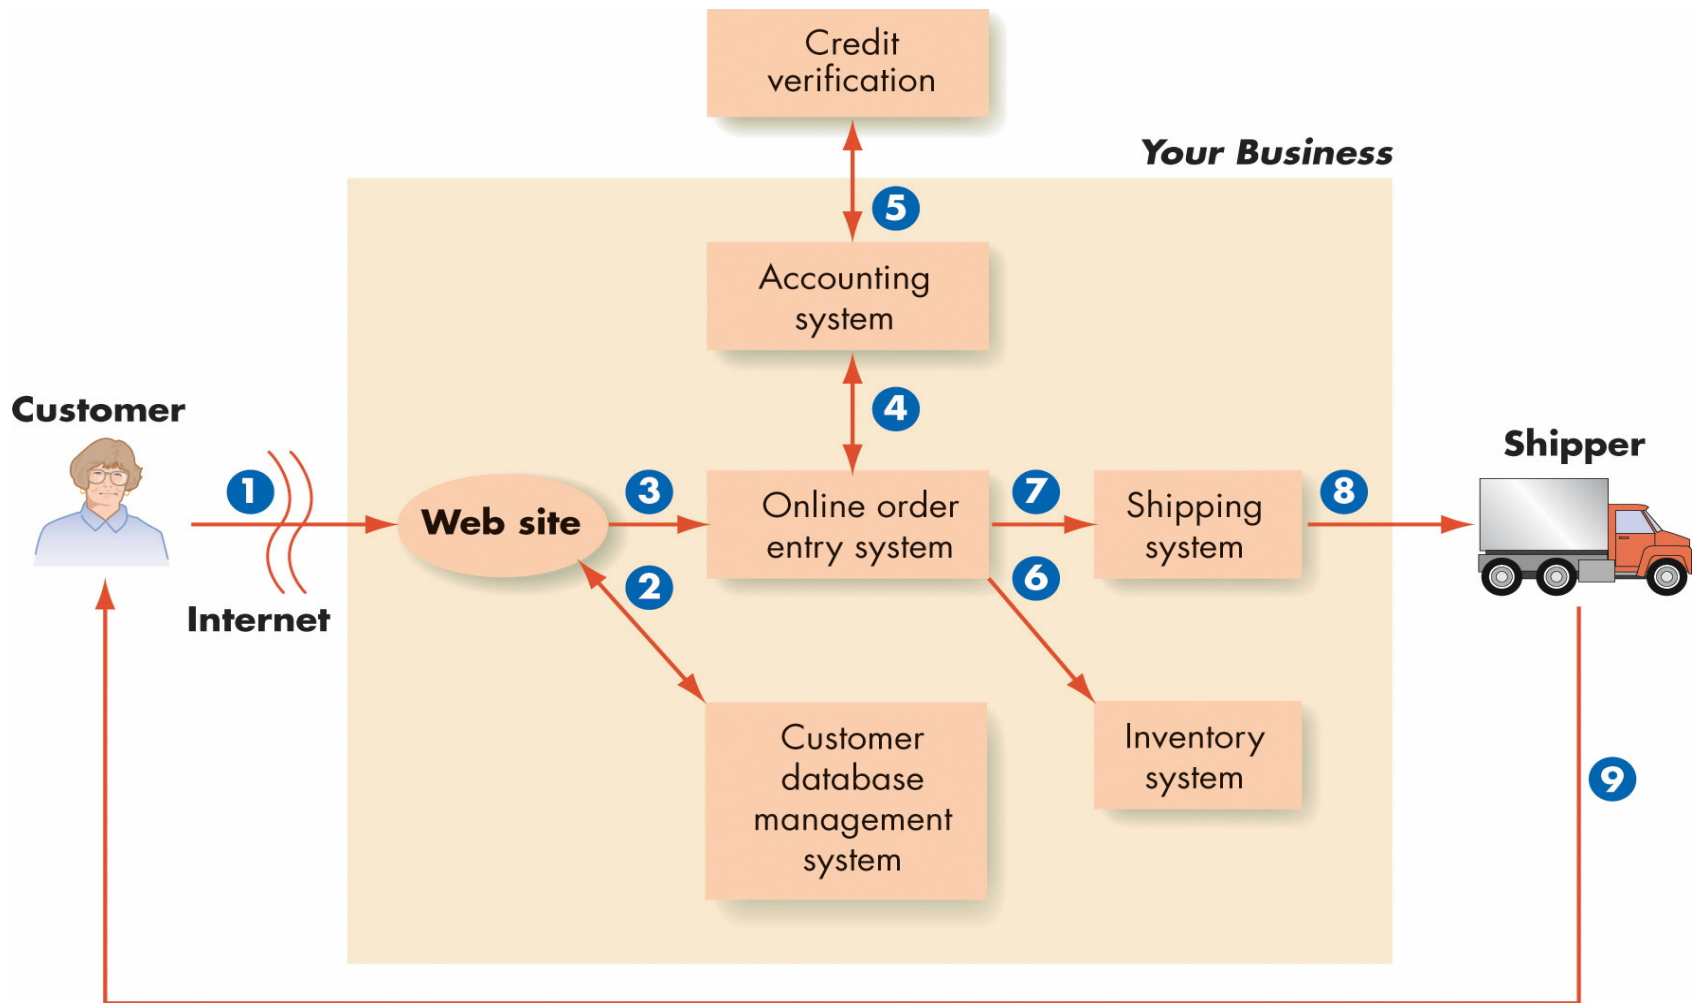 Credit
verification
Your Business
5
Accounting
system
4
Customer
Shipper
1
3
7
8
Web site
Online order
entry system
Shipping
system
2
6
Internet
Customer
database
management
system
Inventory
system
9